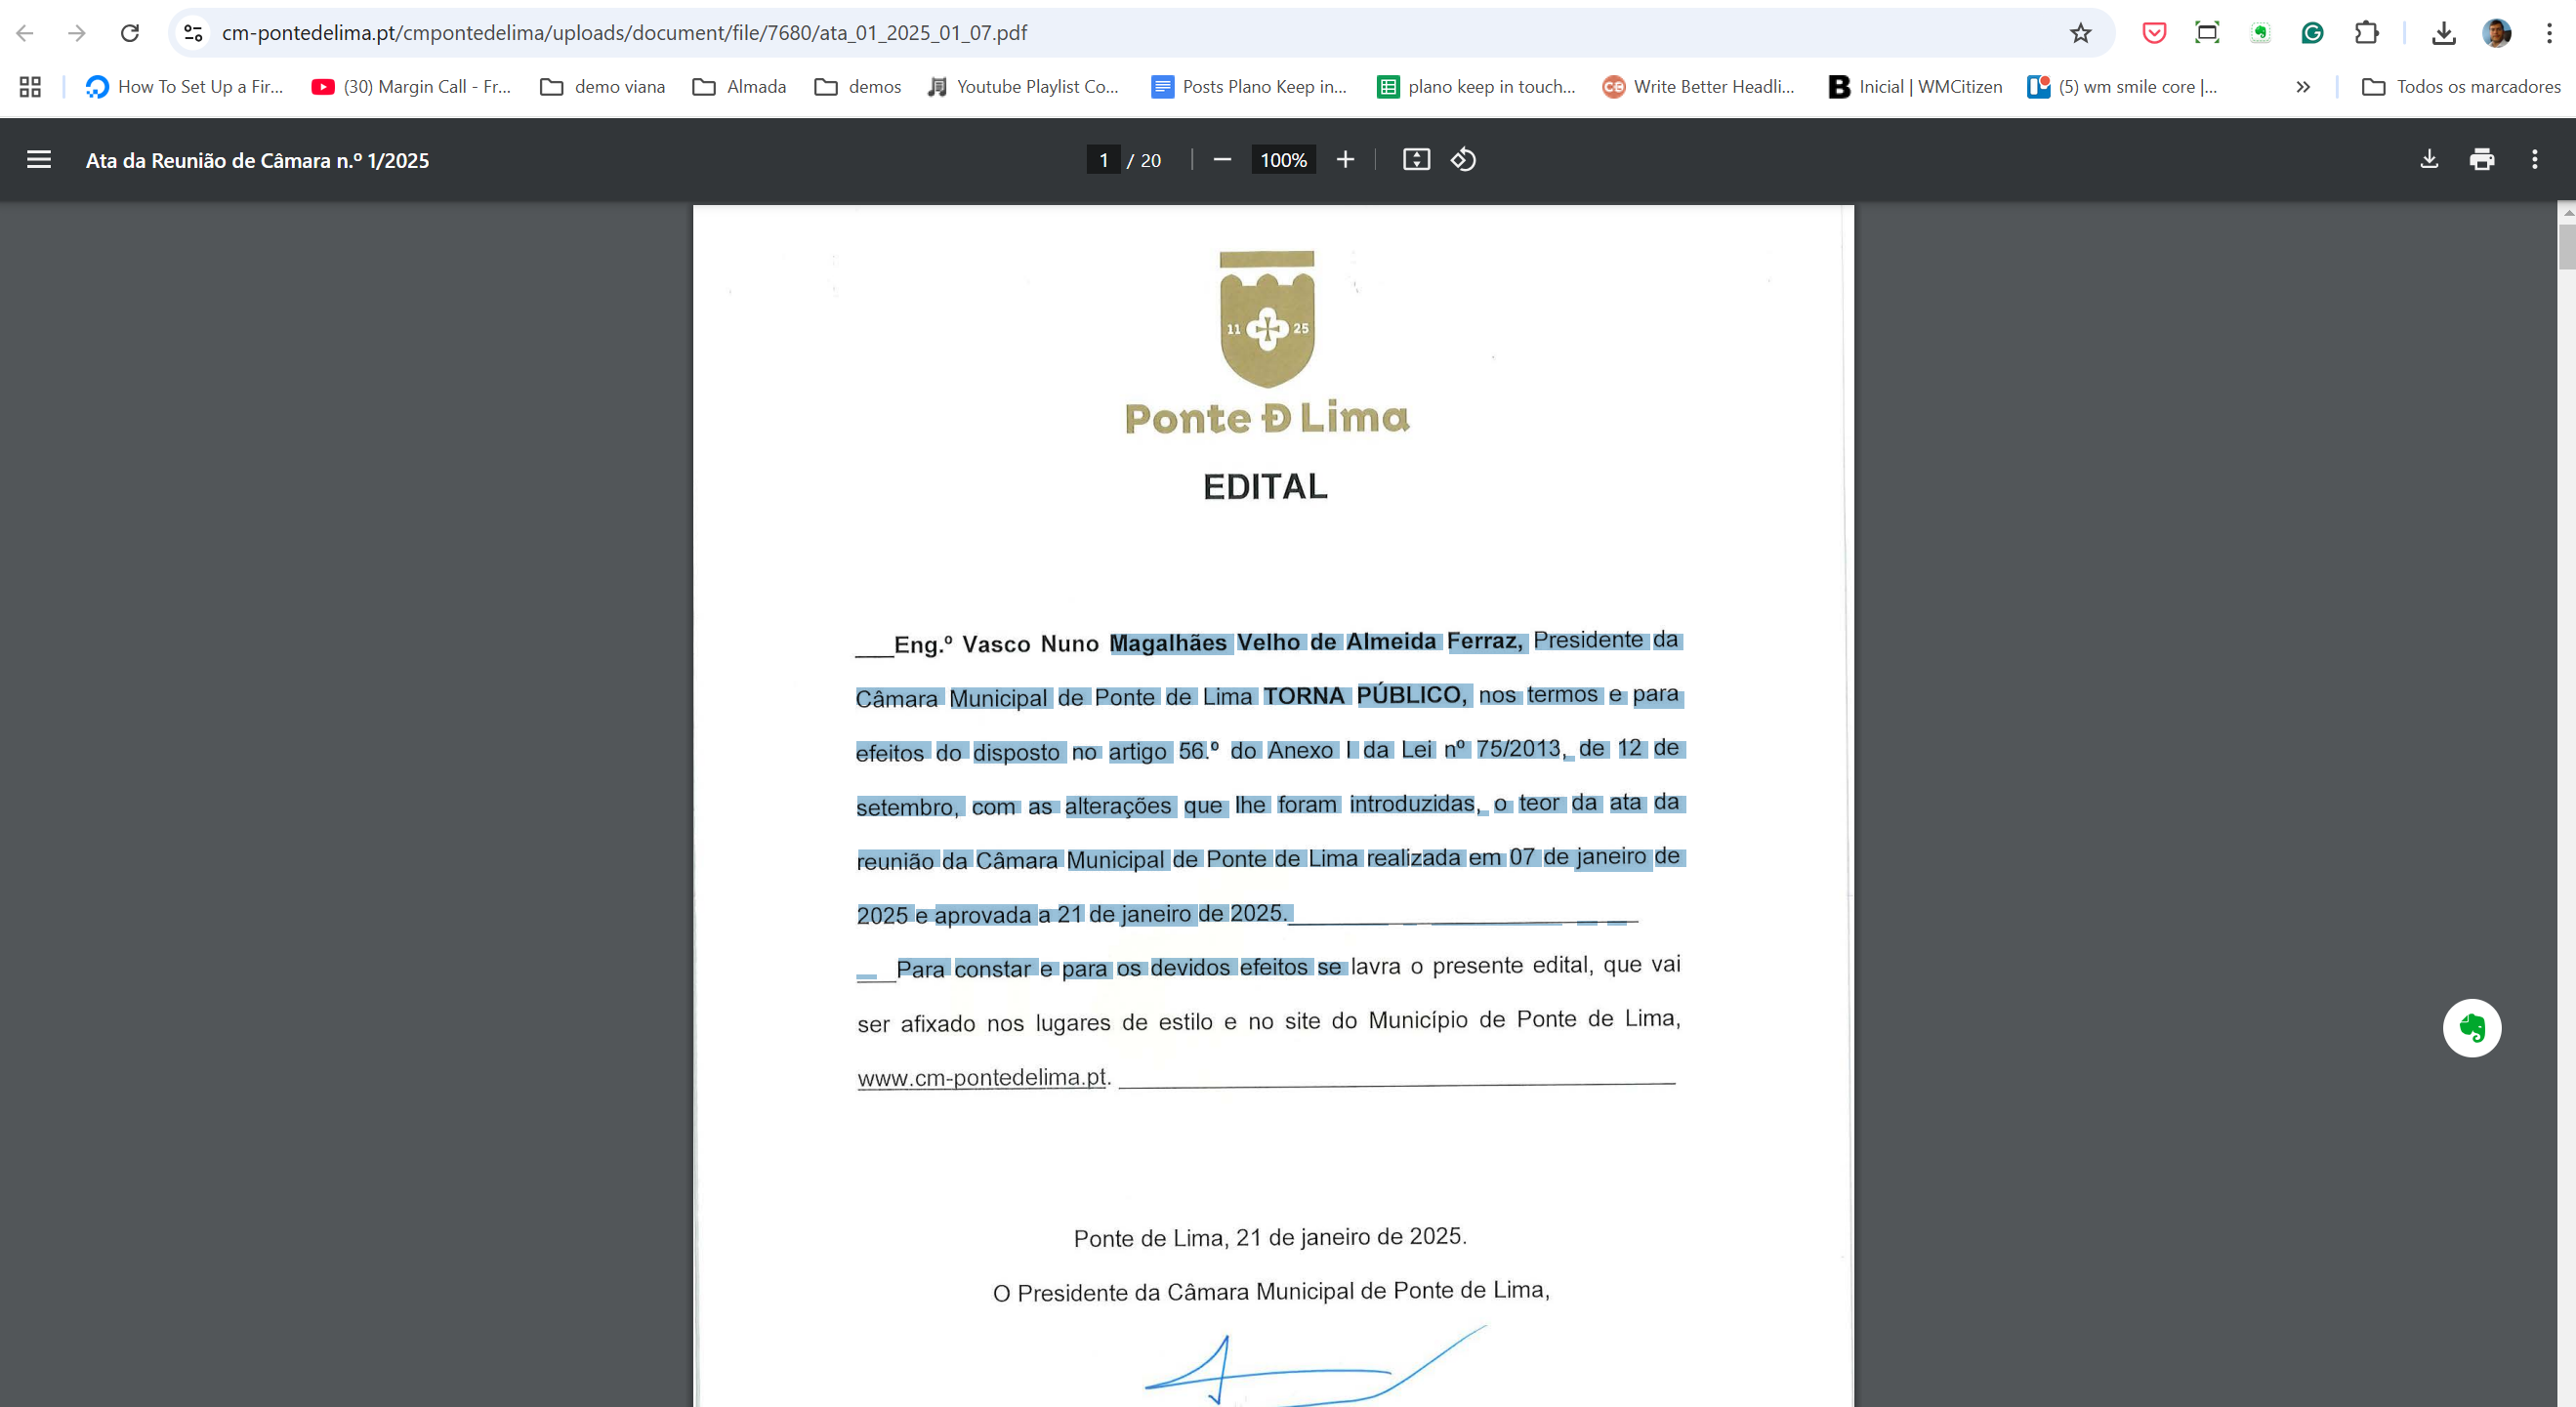 cm-pontedelima.pt/cmpontedelima/uploads/document/file/7680/ata_01_2025_01_07.pdf
How To Set Up a Fir... (30) Margin Call - Fr... demo viana Almada demos Youtube Playlist Co... Posts Plano Keep in... plano keep in touch... Write Better Headli... Inicial | WMCitizen (5) wm smile core |... » Todos os marcadores
Ata da Reunião de Câmara n.º 1/2025 1 / 20 100%
11 25
Ponte Ð Lima
EDITAL
___Eng.º Vasco Nuno Magalhães Velho de Almeida Ferraz, Presidente da
Câmara Municipal de Ponte de Lima TORNA PÚBLICO, nos termos e para
efeitos do disposto no artigo 56.º do Anexo I da Lei nº 75/2013, de 12 de
setembro, com as alterações que lhe foram introduzidas, o teor da ata da
reunião da Câmara Municipal de Ponte de Lima realizada em 07 de janeiro de
2025 e aprovada a 21 de janeiro de 2025.___________________________
___Para constar e para os devidos efeitos se lavra o presente edital, que vai
ser afixado nos lugares de estilo e no site do Município de Ponte de Lima,
www.cm-pontedelima.pt. ___________________________________________
Ponte de Lima, 21 de janeiro de 2025.
O Presidente da Câmara Municipal de Ponte de Lima,